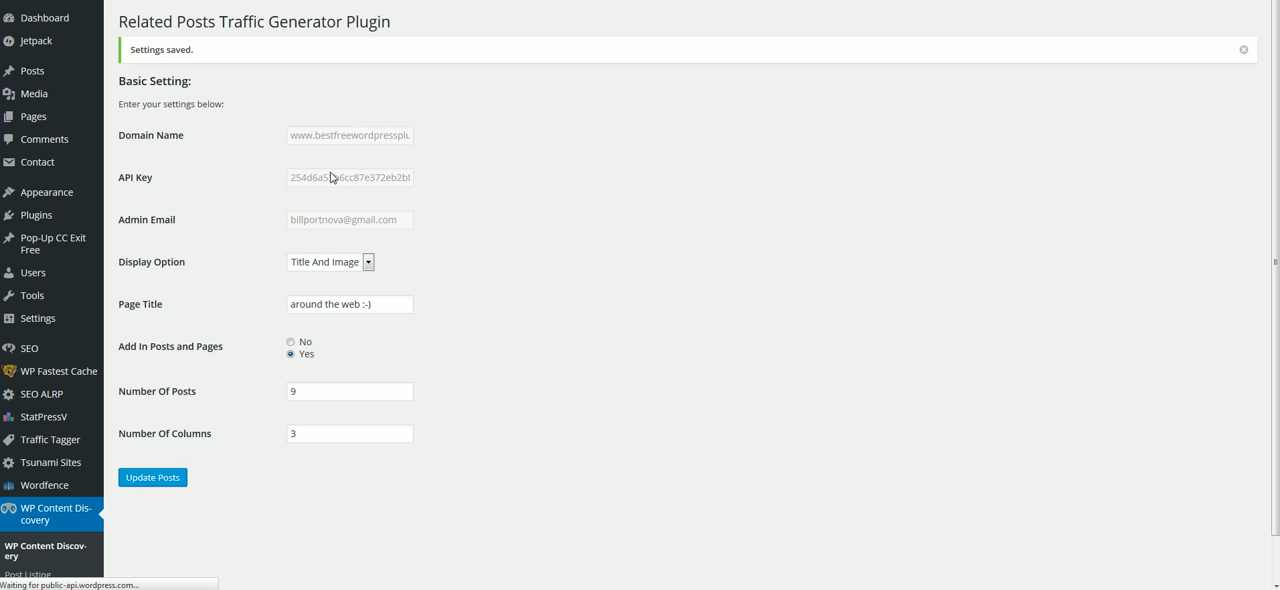 Dashboard
Jetpack
Posts
Media
Pages
Comments
Contact
Appearance
Plugins
Pop-Up CC Exit
Free
Users
Tools
Settings
SEO
WP Fastest Cache
SEO ALRP
StatPressV
Traffic Tagger
Tsunami Sites
Wordfence
WP Content Dis-
covery
WP Content Discov-
ery
Post Listing
Related Posts Traffic Generator Plugin
Settings saved.
Basic Setting:
Enter your settings below:
Domain Name
www.bestfreewordpressplu
API Key
Admin Email
billportnova@gmail.com
Display Option
Title And Image
Page Title
around the web :-)
Add In Posts and Pages
No
Yes
Number Of Posts
9
Number Of Columns
3
Update Posts
Waiting for public-api.wordpress.com...